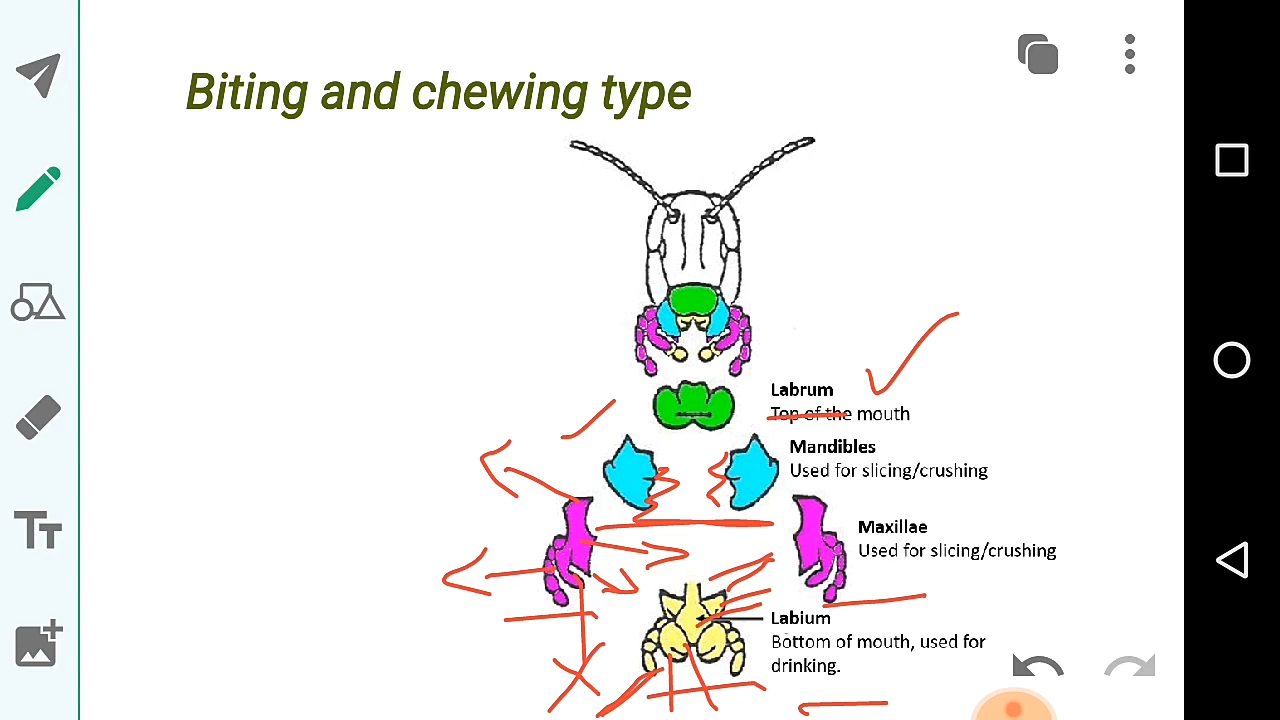 Biting and chewing type
Labrum
Top of the mouth
Mandibles
Used for slicing/crushing
Maxillae
Used for slicing/crushing
Labium
Bottom of mouth, used for
drinking.
TT